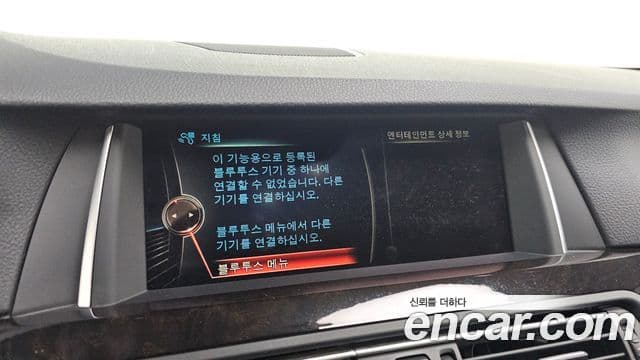 지침
엔터테인먼트 상세 정보
이 기능용으로 등록된
블루투스 기기 중 하나에
연결할 수 없었습니다. 다른
기기를 연결하십시오.
블루투스 메뉴에서 다른
기기를 연결하십시오.
블루투스 메뉴
신뢰를 더하다
encar.com